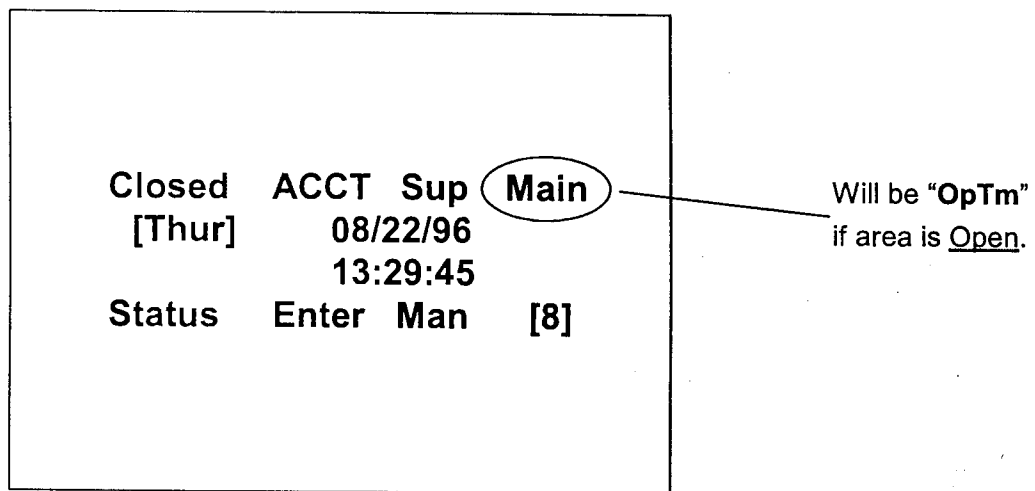 Closed ACCT Sup Main
[Thur] 08/22/96
13:29:45
Status Enter Man [8]
Will be “OpTm”
if area is Open.